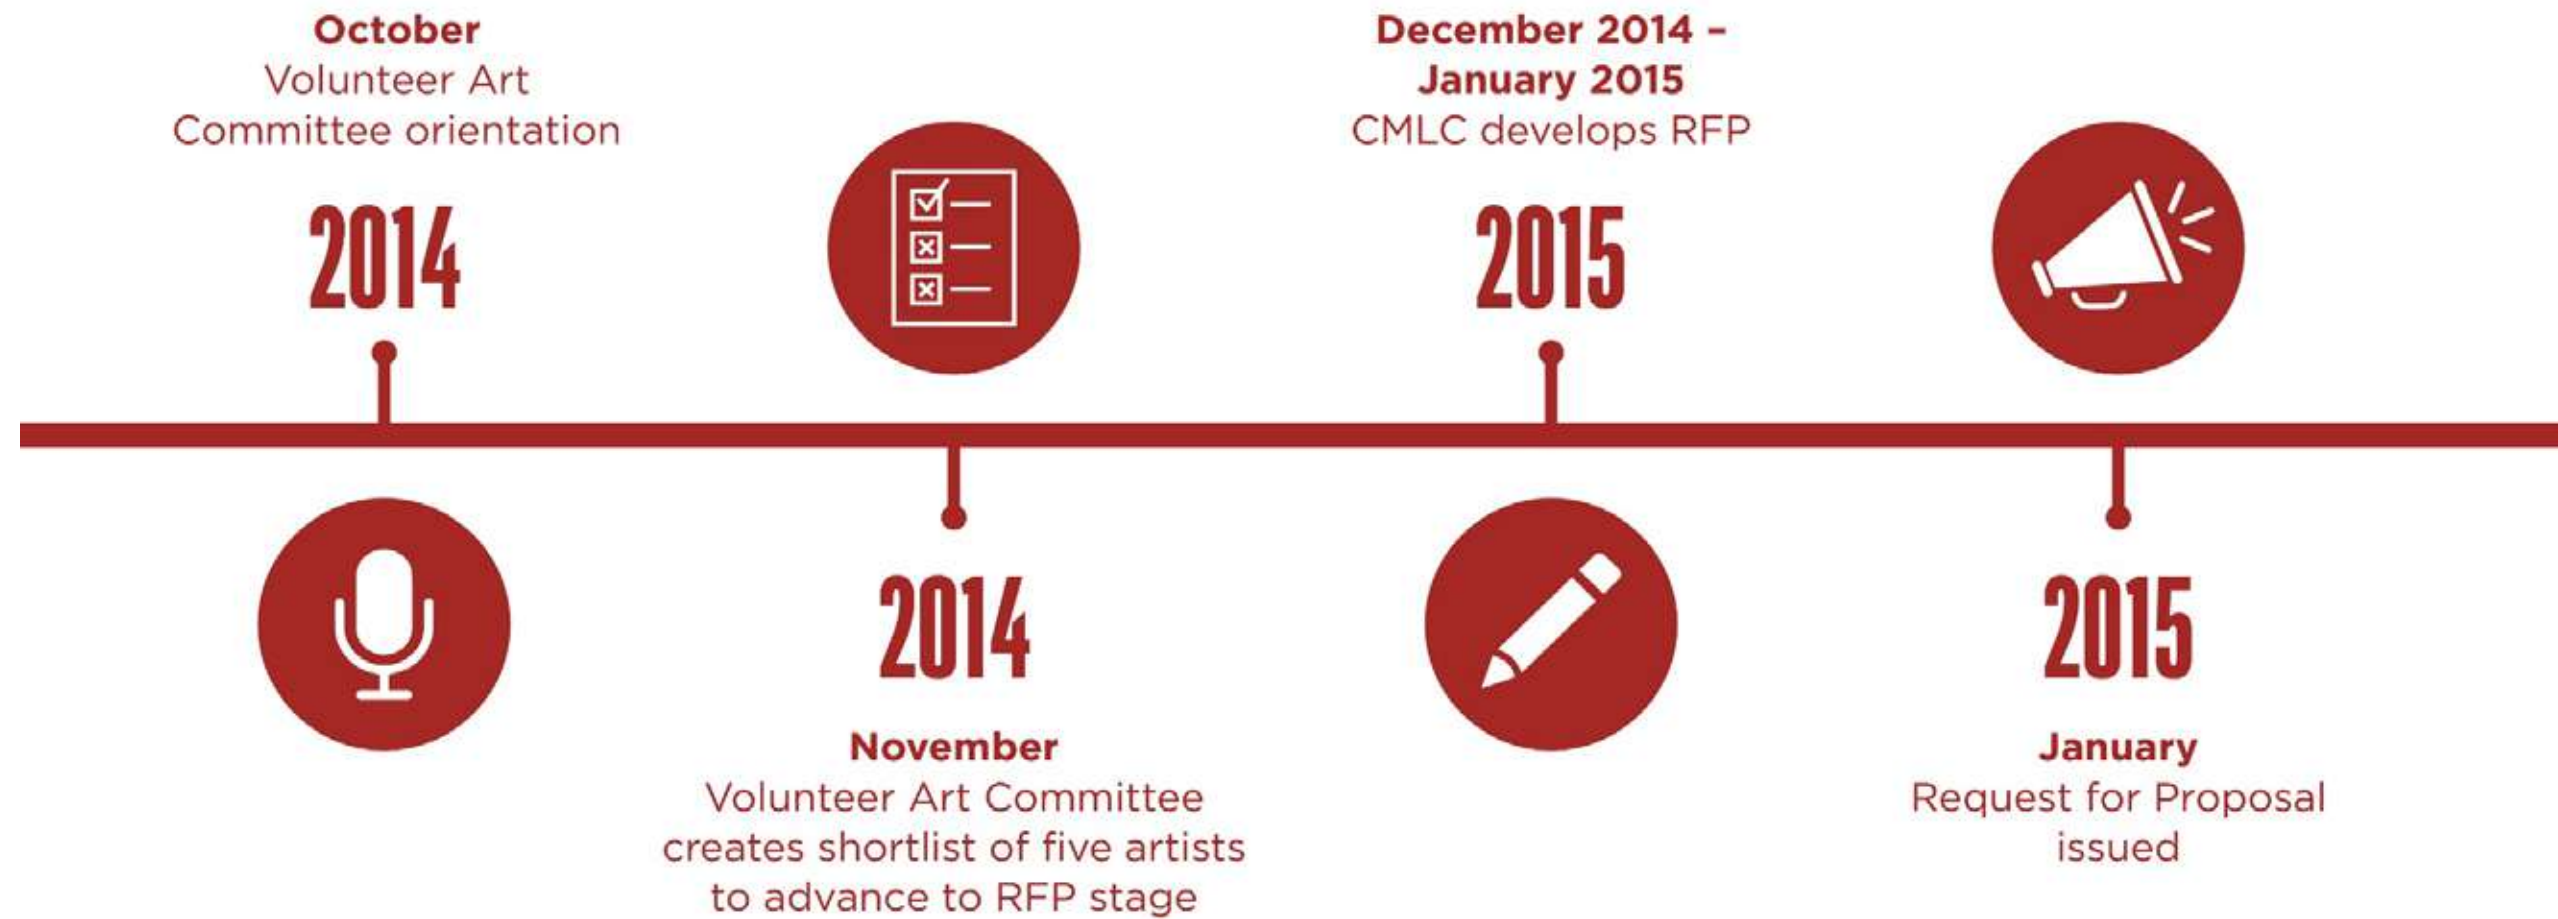 October
Volunteer Art
Committee orientation
2014
2014
November
Volunteer Art Committee
creates shortlist of five artists
to advance to RFP stage
December 2014 –
January 2015
CMLC develops RFP
2015
2015
January
Request for Proposal
issued